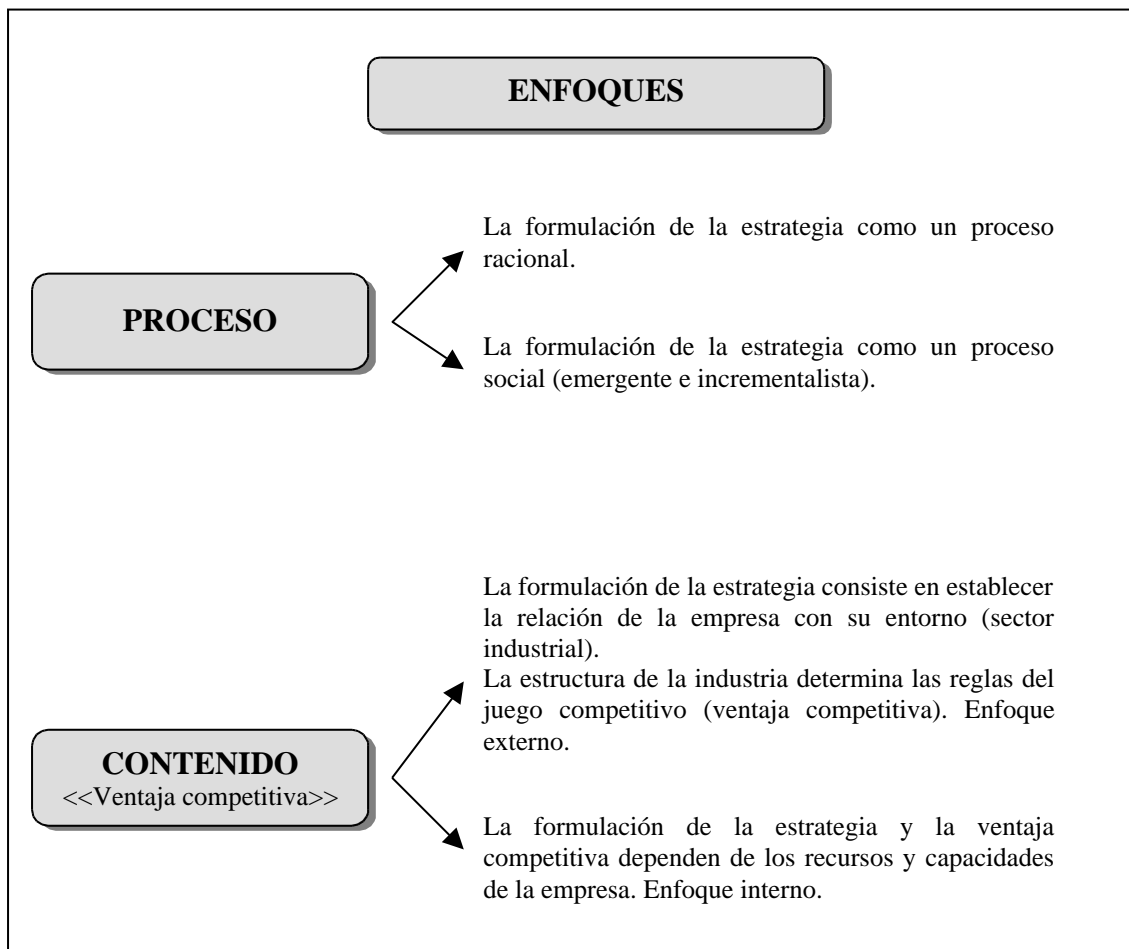 ENFOQUES
La formulación de la estrategia como un proceso
racional.
PROCESO
La formulación de la estrategia como un proceso
social (emergente e incrementalista).
La formulación de la estrategia consiste en establecer
la relación de la empresa con su entorno (sector
industrial).
La estructura de la industria determina las reglas del
juego competitivo (ventaja competitiva). Enfoque
externo.
CONTENIDO
<<Ventaja competitiva>>
La formulación de la estrategia y la ventaja
competitiva dependen de los recursos y capacidades
de la empresa. Enfoque interno.